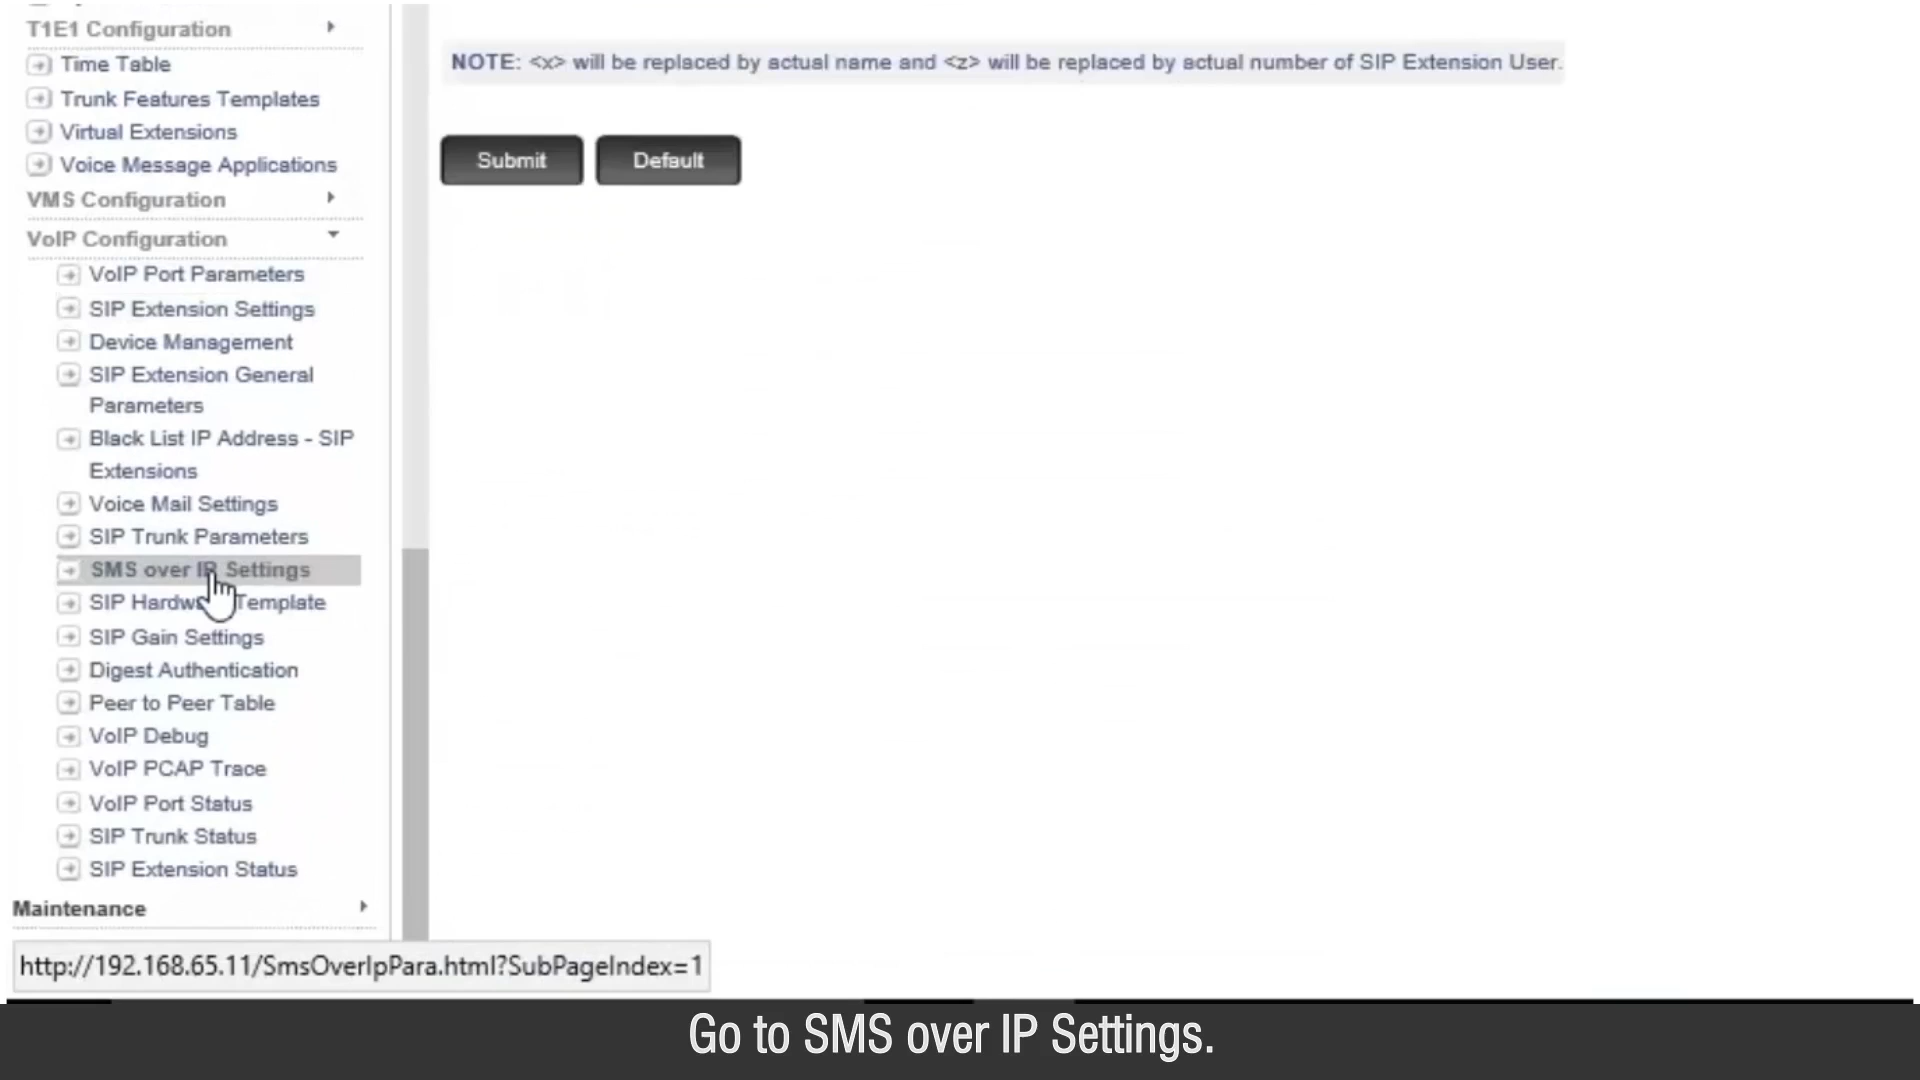 T1E1 Configuration
Time Table
Trunk Features Templates
Virtual Extensions
Voice Message Applications
VMS Configuration
VoIP Configuration
VoIP Port Parameters
SIP Extension Settings
Device Management
SIP Extension General
Parameters
Black List IP Address - SIP
Extensions
Voice Mail Settings
SIP Trunk Parameters
SMS over IP Settings
SIP Hardware Template
SIP Gain Settings
Digest Authentication
Peer to Peer Table
VoIP Debug
VoIP PCAP Trace
VoIP Port Status
SIP Trunk Status
SIP Extension Status
Maintenance
NOTE: <x> will be replaced by actual name and <z> will be replaced by actual number of SIP Extension User.
Submit Default
http://192.168.65.11/SmsOverIpPara.html?SubPageIndex=1
Go to SMS over IP Settings.